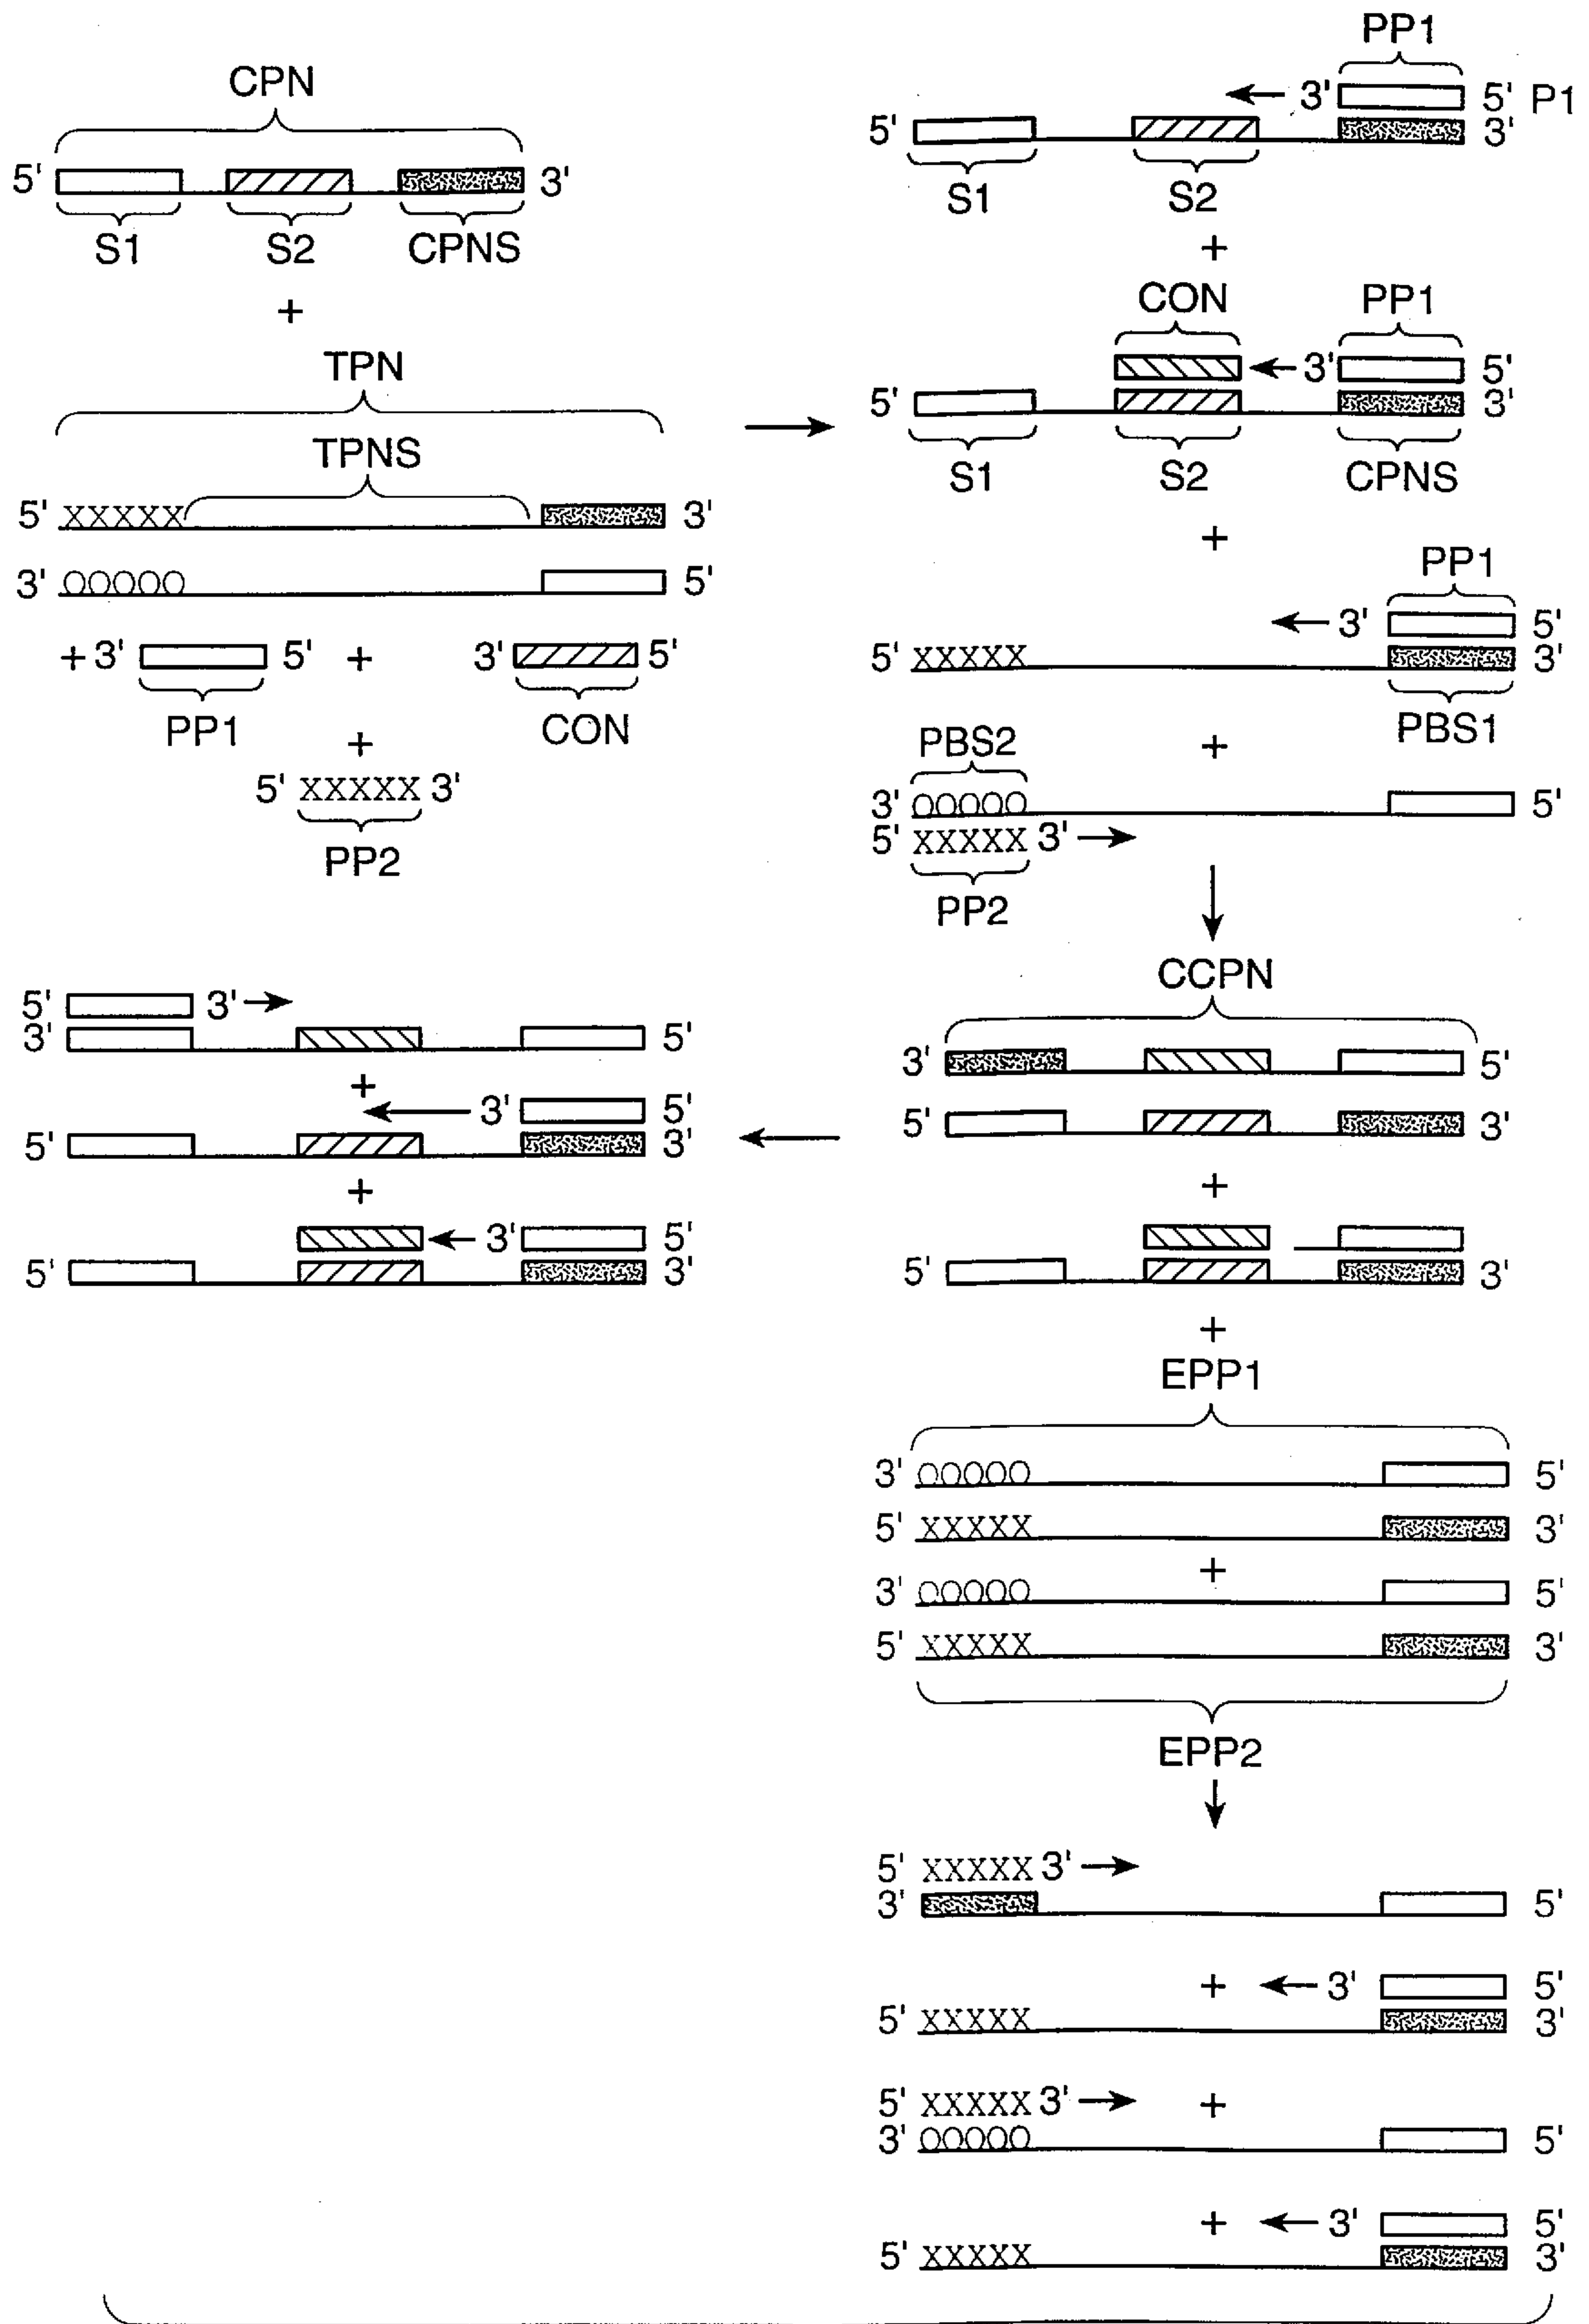 CPN
5' 3'
S1 S2 CPNS
+
TPN
TPNS
5' XXXXX 3'
3' OOOOO 5'
+ 3' 5' + 3' 5'
PP1 CON
+
5' XXXXX 3'
PP2
PP1
3' 5' P1
5' 3'
S1 S2
+
CON PP1
3' 5'
5' 3'
S1 S2 CPNS
+
PP1
3' 5'
5' XXXXX 3'
PBS1
+
PBS2
3' OOOOO 5'
5' XXXXX 3'
PP2
CCPN
3' 5'
5' 3'
+
5' 3'
+
EPP1
3' OOOOO 5'
5' XXXXX 3'
+
3' OOOOO 5'
5' XXXXX 3'
EPP2
5' 3'
3' 5'
+
3' 5'
5' 3'
+
3' 5'
5' 3'
5' XXXXX 3'
3' 5'
+ 3' 5'
5' XXXXX 3'
5' XXXXX 3' +
3' OOOOO 5'
+ 3' 5'
5' XXXXX 3'